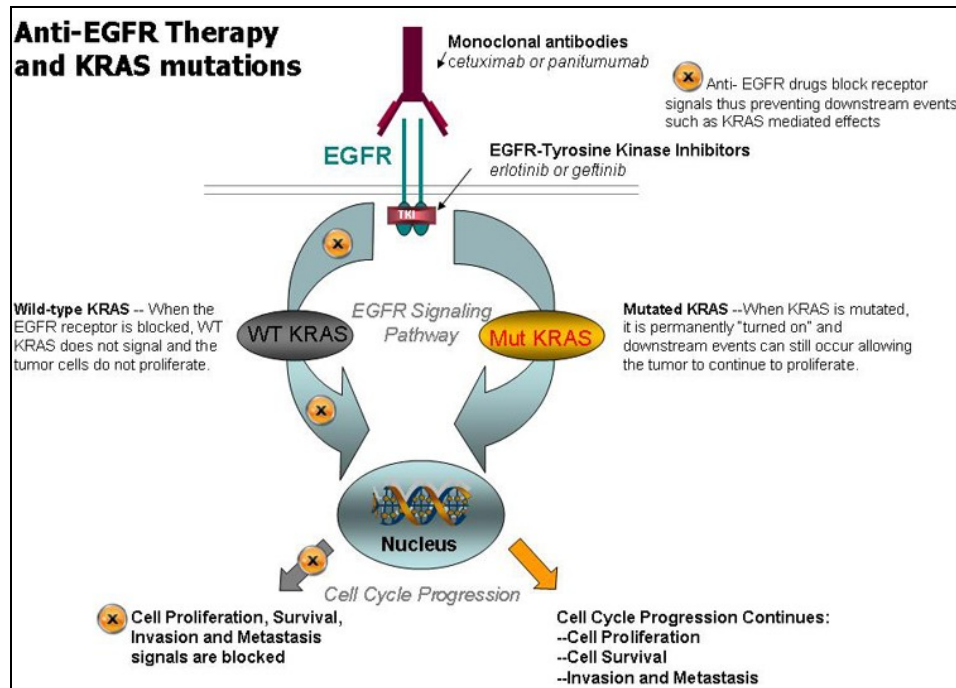 Anti-EGFR Therapy
and KRAS mutations
Monoclonal antibodies
cetuximab or panitumumab
X
Anti- EGFR drugs block receptor
signals thus preventing downstream events
such as KRAS mediated effects
EGFR
EGFR-Tyrosine Kinase Inhibitors
erlotinib or geftinib
TKI
X
Wild-type KRAS -- When the
EGFR receptor is blocked, WT
KRAS does not signal and the
tumor cells do not proliferate.
WT KRAS
EGFR Signaling
Pathway
Mut KRAS
Mutated KRAS --When KRAS is mutated,
it is permanently "turned on" and
downstream events can still occur allowing
the tumor to continue to proliferate.
X
Nucleus
X
Cell Cycle Progression
X
Cell Proliferation, Survival,
Invasion and Metastasis
signals are blocked
Cell Cycle Progression Continues:
--Cell Proliferation
--Cell Survival
--Invasion and Metastasis